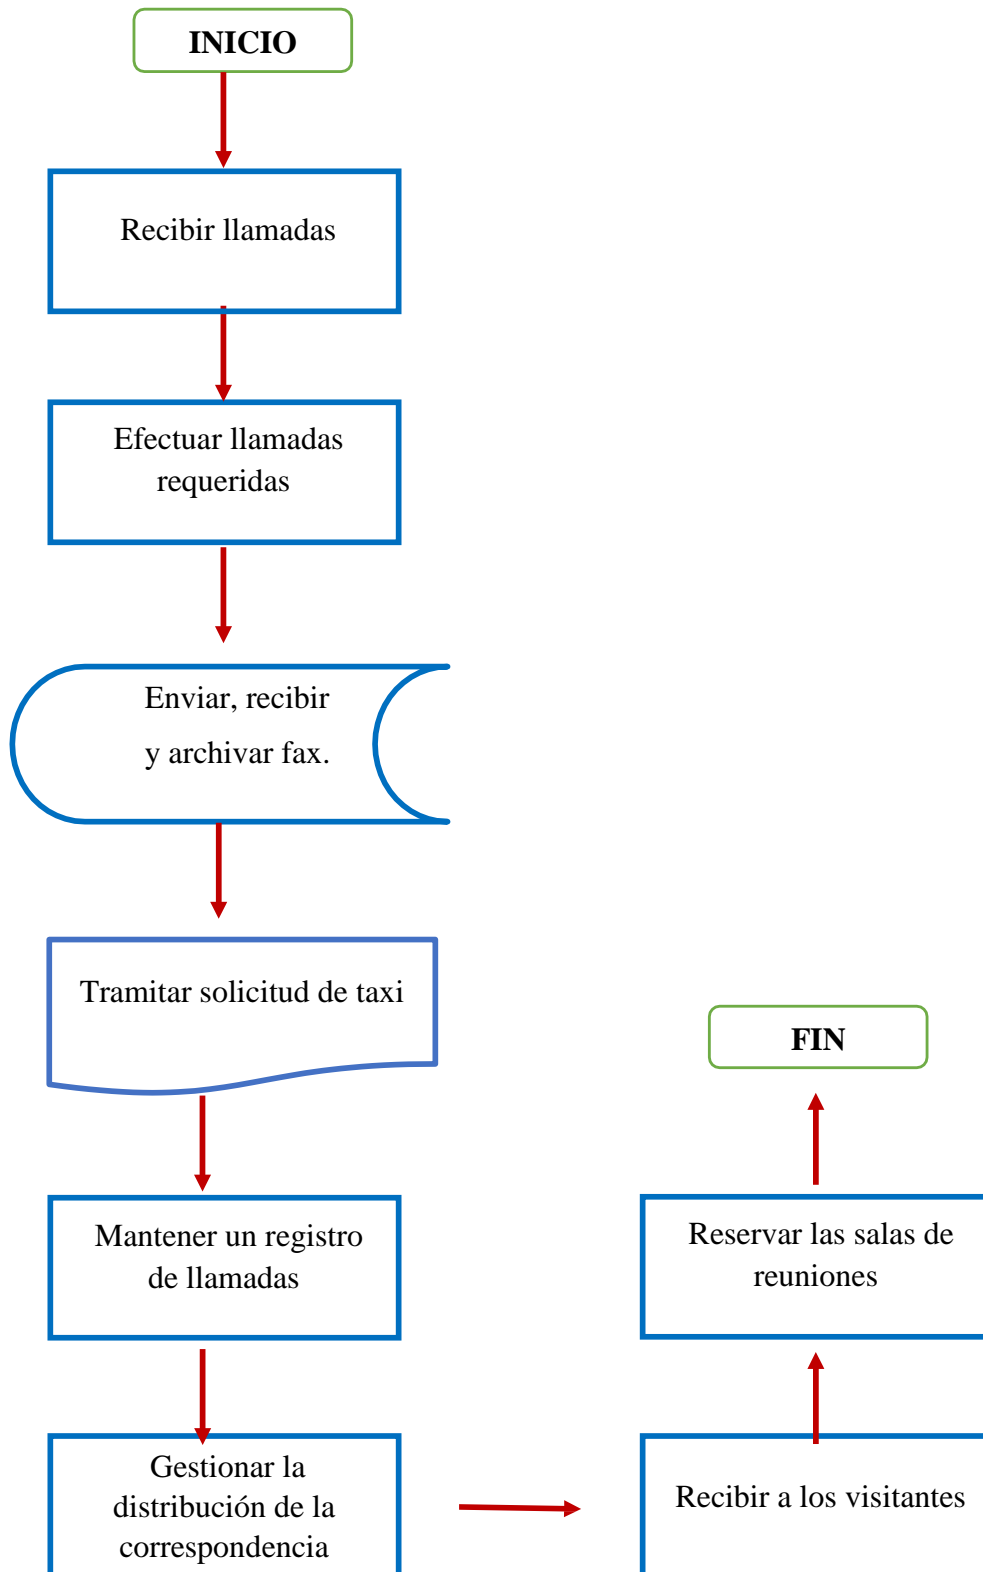 INICIO
Recibir llamadas
Efectuar llamadas
requeridas
Enviar, recibir
y archivar fax.
Tramitar solicitud de taxi
Mantener un registro
de llamadas
Gestionar la
distribución de la
correspondencia
Recibir a los visitantes
Reservar las salas de
reuniones
FIN